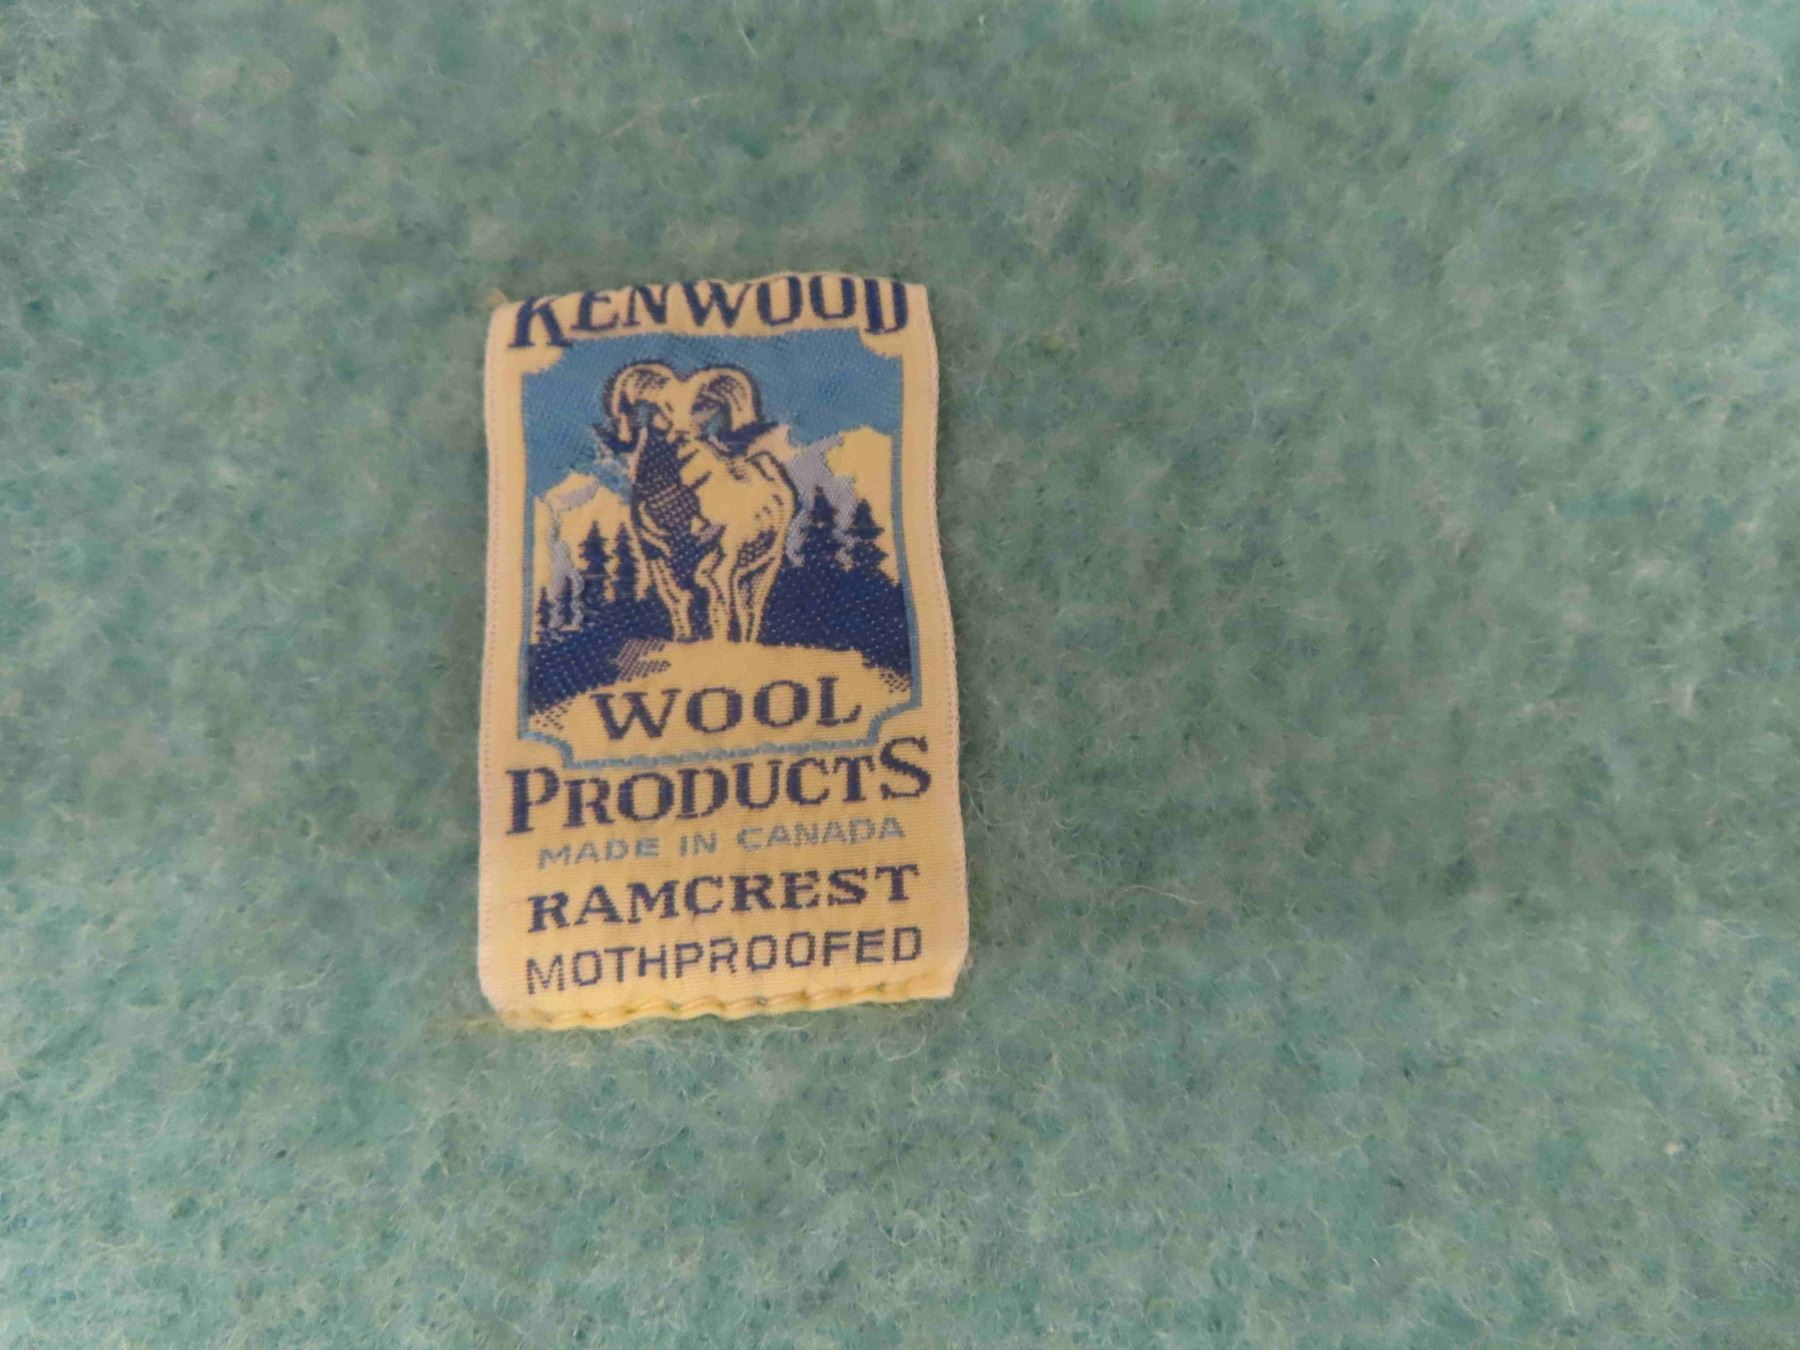 KENWOOD
WOOL
PRODUCTS
MADE IN CANADA
RAMCREST
MOTHPROOFED